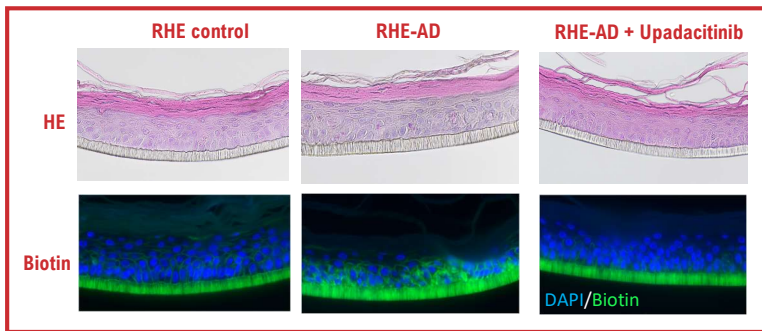 RHE control RHE-AD RHE-AD + Upadacitinib
HE
Biotin
DAPI/Biotin